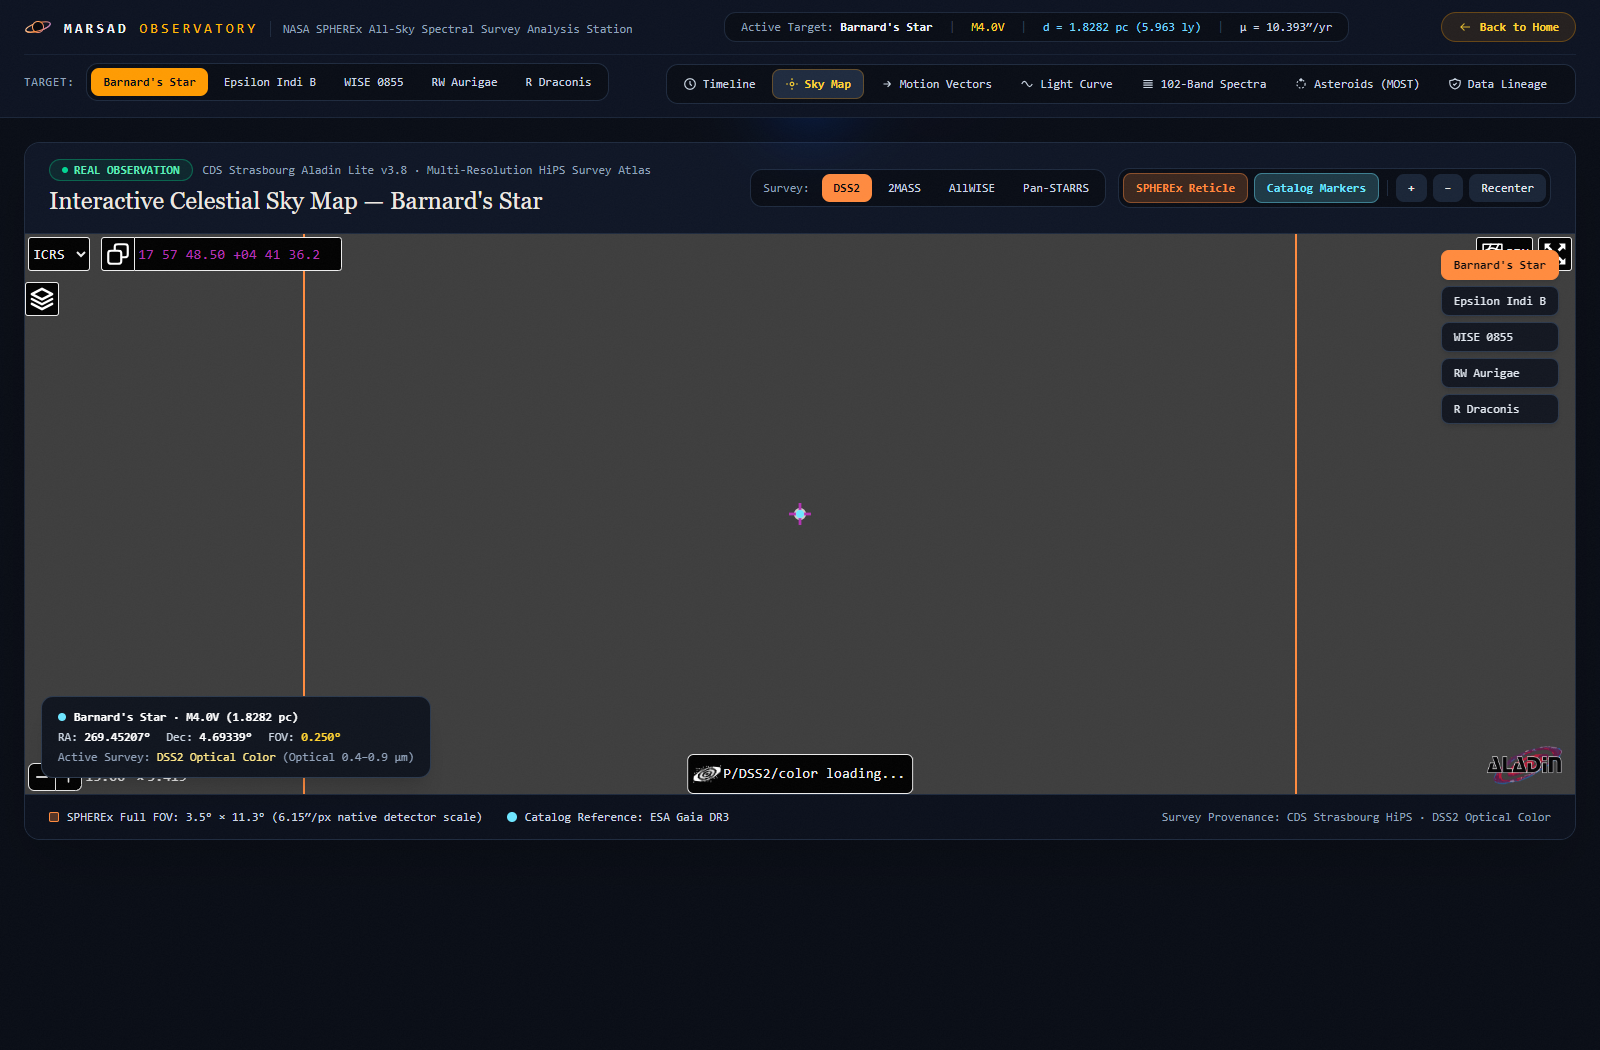 MARSAD OBSERVATORY
NASA SPHEREx All-Sky Spectral Survey Analysis Station
Active Target: Barnard's Star | M4.0V | d = 1.8282 pc (5.963 ly) | μ = 10.393″/yr
← Back to Home
TARGET: Barnard's Star Epsilon Indi B WISE 0855 RW Aurigae R Draconis
Timeline Sky Map Motion Vectors Light Curve 102-Band Spectra Asteroids (MOST) Data Lineage
REAL OBSERVATION CDS Strasbourg Aladin Lite v3.8 · Multi-Resolution HiPS Survey Atlas
Interactive Celestial Sky Map — Barnard's Star
Survey: DSS2 2MASS AllWISE Pan-STARRS
SPHEREx Reticle Catalog Markers + − Recenter
ICRS 17 57 48.50 +04 41 36.2
Barnard's Star
Epsilon Indi B
WISE 0855
RW Aurigae
R Draconis
Barnard's Star · M4.0V (1.8282 pc)
RA: 269.45207° Dec: 4.69339° FOV: 0.250°
Active Survey: DSS2 Optical Color (Optical 0.4–0.9 μm)
P/DSS2/color loading...
ALADIN
SPHEREx Full FOV: 3.5° × 11.3° (6.15″/px native detector scale)
Catalog Reference: ESA Gaia DR3
Survey Provenance: CDS Strasbourg HiPS · DSS2 Optical Color